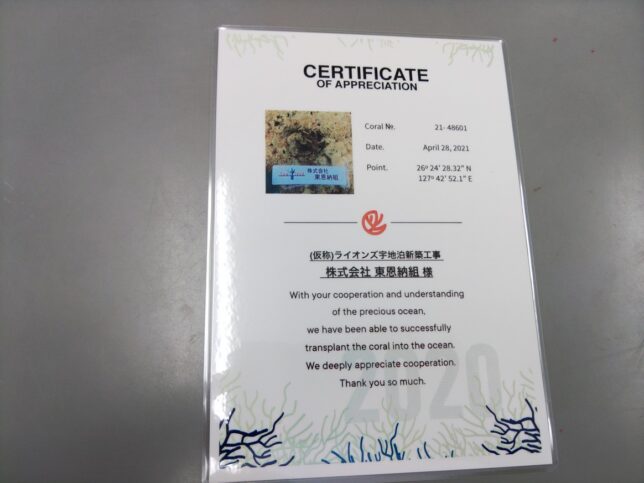 CERTIFICATE
OF APPRECIATION
Coral №. 21-48601
Date. April 28, 2021
Point. 26º 24' 28.32" N
127º 42' 52.1" E
株式会社
東恩納組
(仮称)ライオンズ宇地泊新築工事
株式会社 東恩納組 様
With your cooperation and understanding
of the precious ocean,
we have been able to successfully
transplant the coral into the ocean.
We deeply appreciate cooperation.
Thank you so much.
2020